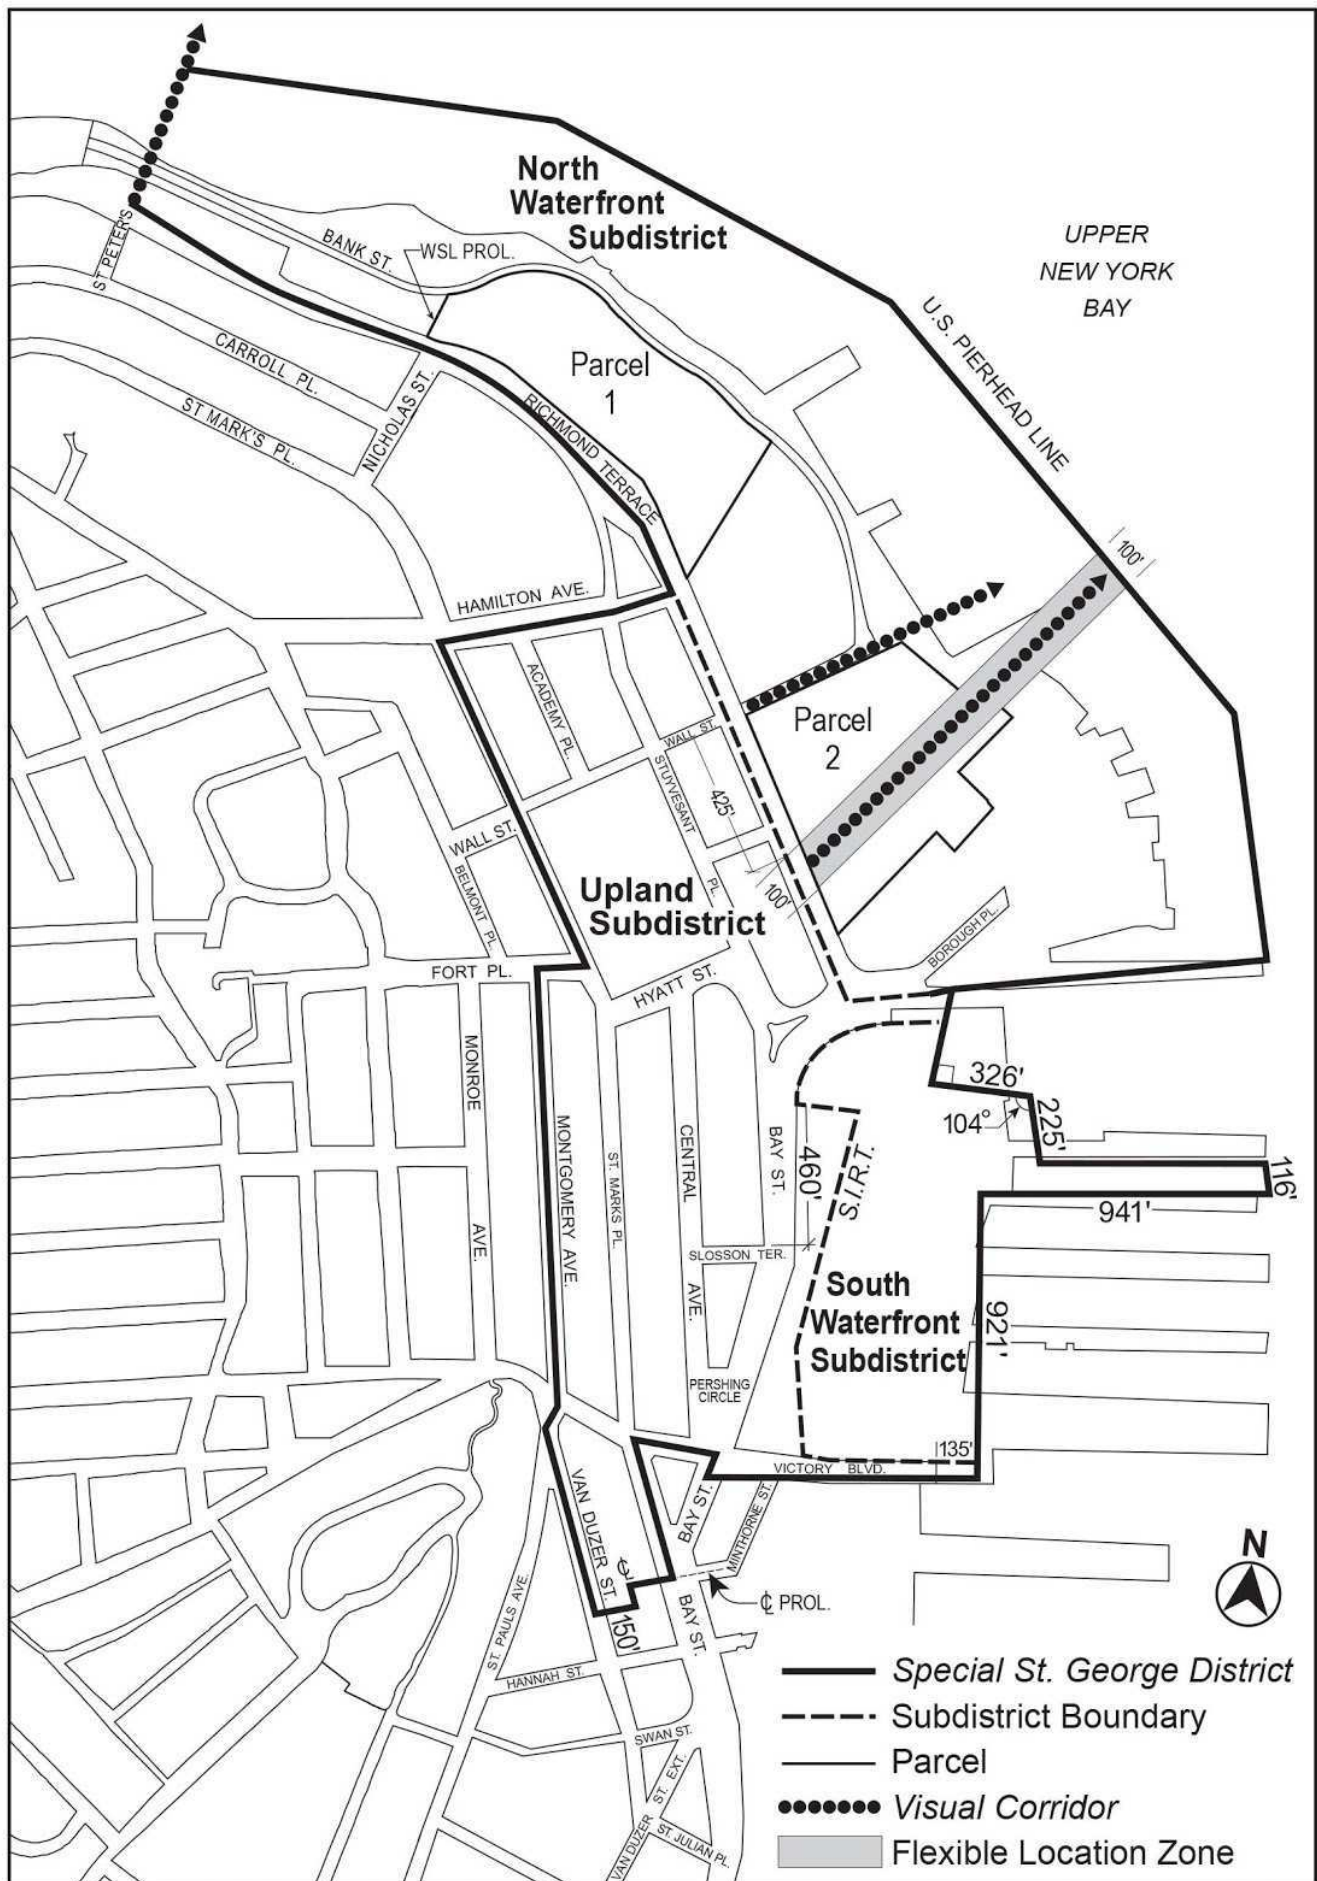 North
Waterfront
Subdistrict
UPPER
NEW YORK
BAY
ST PETER'S
BANK ST.
WSL PROL.
U.S. PIERHEAD LINE
CARROLL PL.
Parcel
1
ST MARK'S PL.
NICHOLAS ST.
RICHMOND TERRACE
100'
HAMILTON AVE.
ACADEMY PL.
WALL ST.
Parcel
2
STUYVESANT
PL.
425'
WALL ST.
BELMONT PL.
100'
Upland
Subdistrict
BOROUGH PL.
FORT PL.
HYATT ST.
MONROE
AVE.
326'
104°
225'
MONTGOMERY AVE.
ST. MARKS PL.
CENTRAL
AVE.
BAY ST.
460'
S.I.R.T.
116'
941'
SLOSSON TER.
South
Waterfront
Subdistrict
921'
PERSHING
CIRCLE
135'
VICTORY BLVD.
VAN DUZER ST.
BAY ST.
MINTHORNE ST.
N
℄ PROL.
150'
BAY ST.
ST. PAULS AVE.
HANNAH ST.
SWAN ST.
VAN DUZER ST. EXT.
ST. JULIAN PL.
Special St. George District
Subdistrict Boundary
Parcel
Visual Corridor
Flexible Location Zone